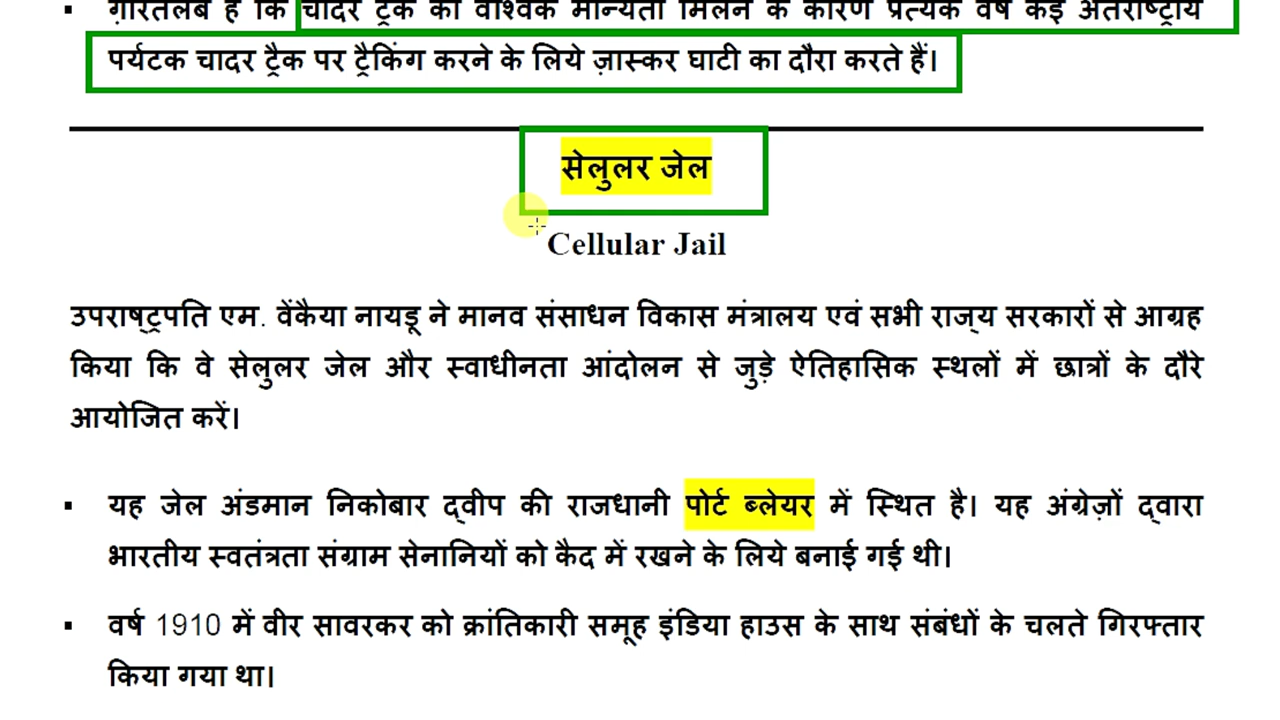 ग़ौरतलब है कि चादर ट्रैक को वैश्विक मान्यता मिलने के कारण प्रत्येक वर्ष कई अंतर्राष्ट्रीय
पर्यटक चादर ट्रैक पर ट्रैकिंग करने के लिये ज़ास्कर घाटी का दौरा करते हैं।
सेलुलर जेल
Cellular Jail
उपराष्ट्रपति एम. वेंकैया नायडू ने मानव संसाधन विकास मंत्रालय एवं सभी राज्य सरकारों से आग्रह
किया कि वे सेलुलर जेल और स्वाधीनता आंदोलन से जुड़े ऐतिहासिक स्थलों में छात्रों के दौरे
आयोजित करें।
▪ यह जेल अंडमान निकोबार द्वीप की राजधानी पोर्ट ब्लेयर में स्थित है। यह अंग्रेज़ों द्वारा
भारतीय स्वतंत्रता संग्राम सेनानियों को कैद में रखने के लिये बनाई गई थी।
▪ वर्ष 1910 में वीर सावरकर को क्रांतिकारी समूह इंडिया हाउस के साथ संबंधों के चलते गिरफ्तार
किया गया था।